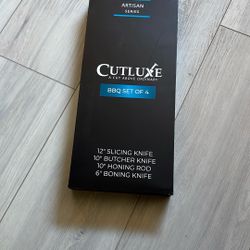 ARTISAN
SERIES
CUTLUXE
A CUT ABOVE ORDINARY
BBQ SET OF 4
12" SLICING KNIFE
10" BUTCHER KNIFE
10" HONING ROD
6" BONING KNIFE